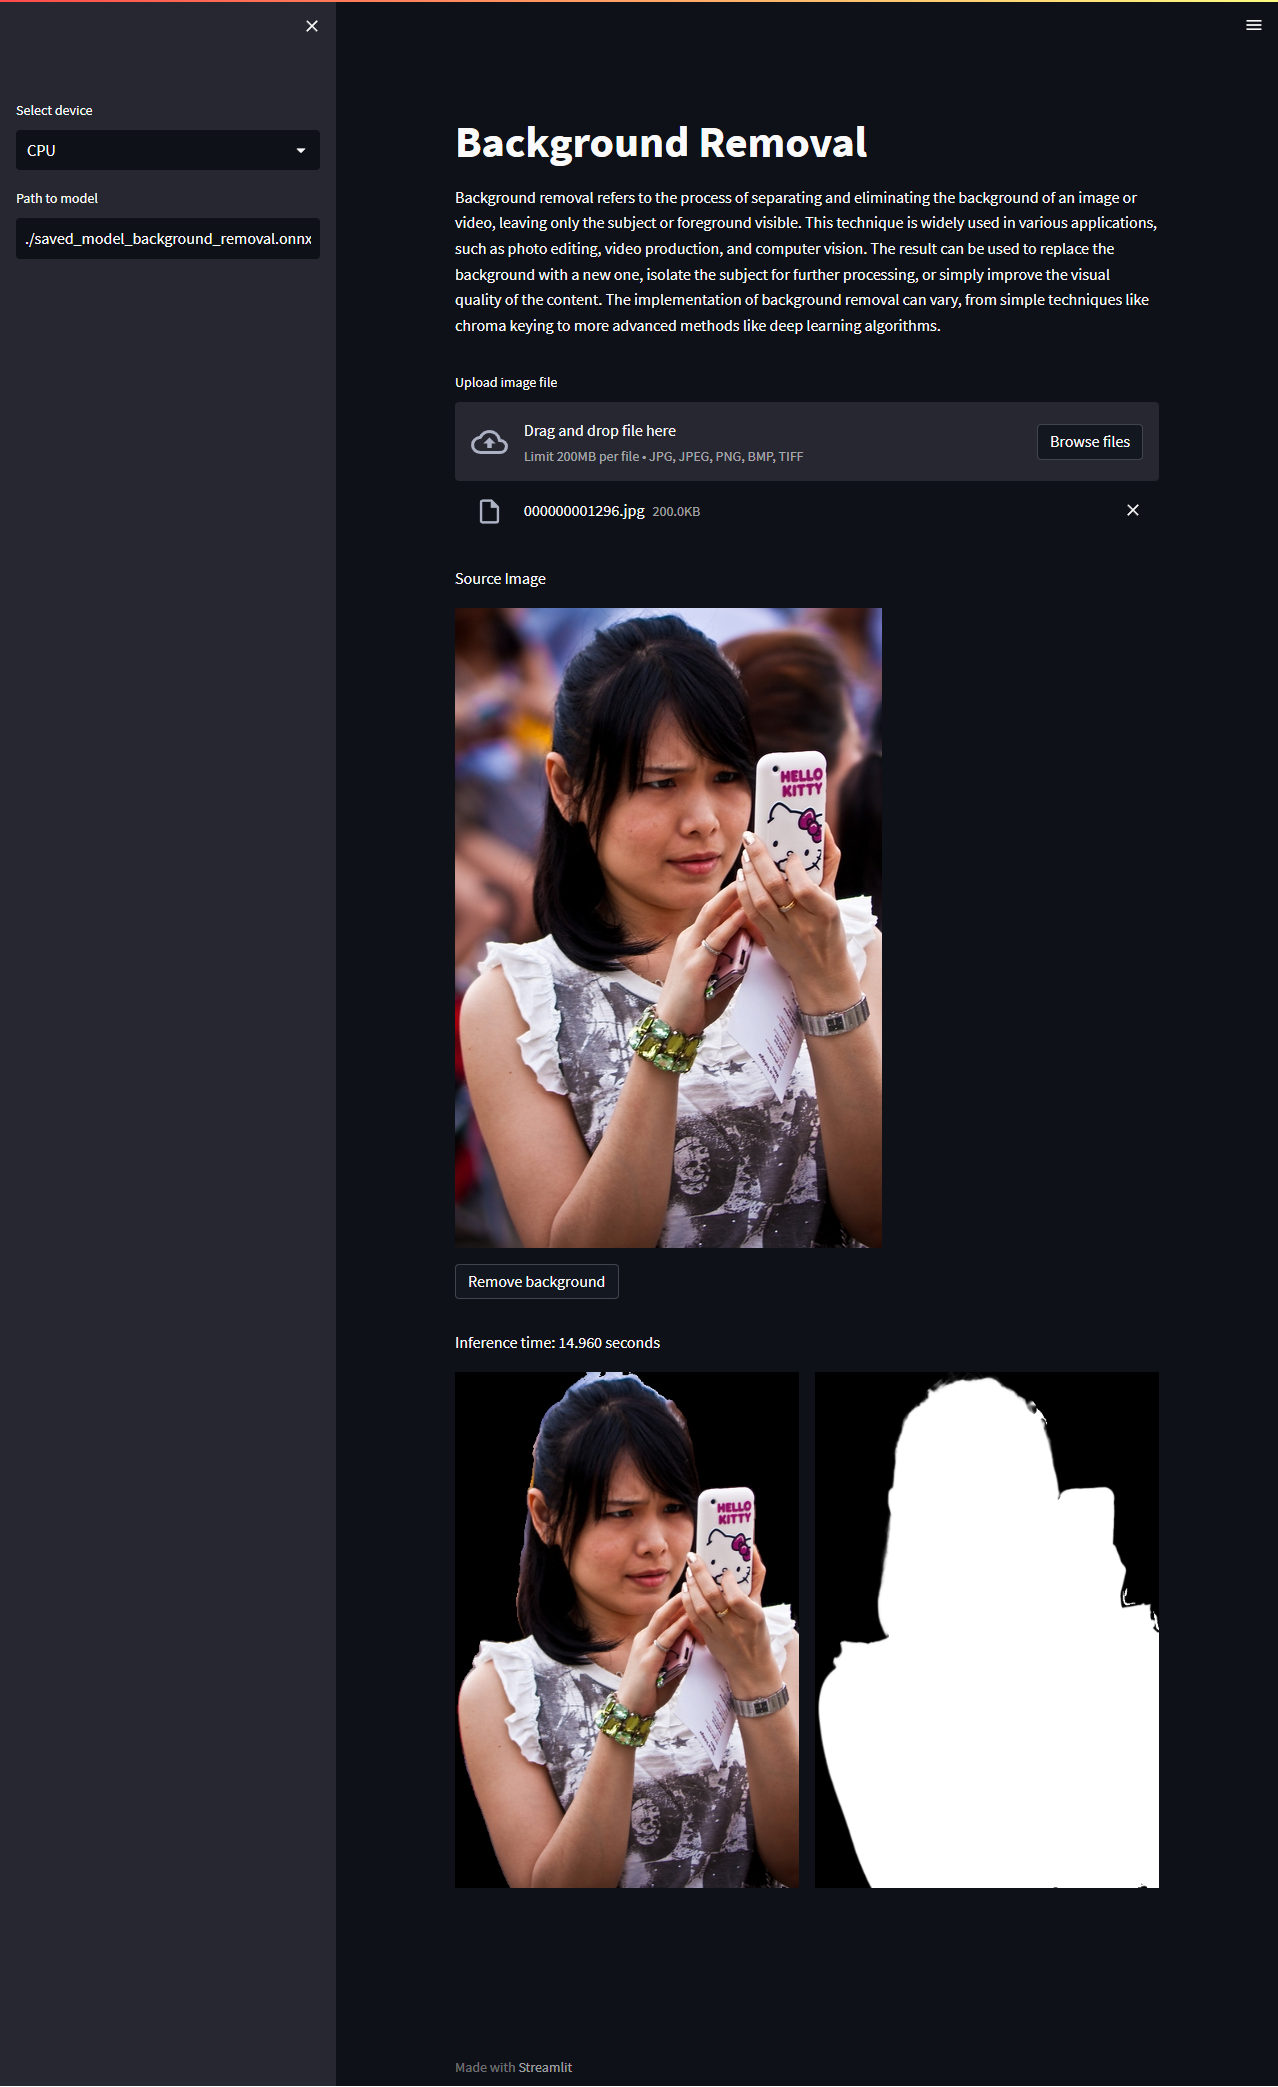 Select device
CPU
Path to model
./saved_model_background_removal.onnx
Background Removal
Background removal refers to the process of separating and eliminating the background of an image or
video, leaving only the subject or foreground visible. This technique is widely used in various applications,
such as photo editing, video production, and computer vision. The result can be used to replace the
background with a new one, isolate the subject for further processing, or simply improve the visual
quality of the content. The implementation of background removal can vary, from simple techniques like
chroma keying to more advanced methods like deep learning algorithms.
Upload image file
Drag and drop file here
Limit 200MB per file • JPG, JPEG, PNG, BMP, TIFF
Browse files
000000001296.jpg 200.0KB
Source Image
HELLO
KITTY
Remove background
Inference time: 14.960 seconds
HELLO
KITTY
Made with Streamlit